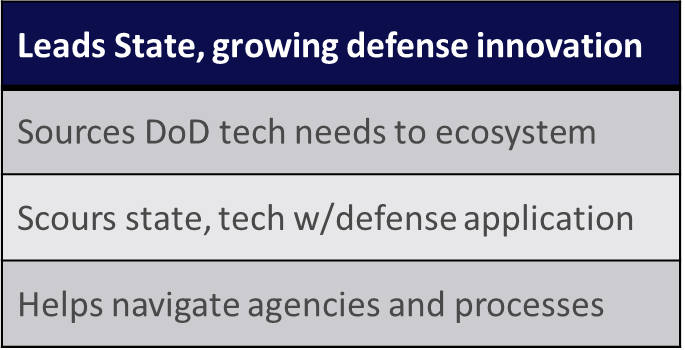 Leads State, growing defense innovation
Sources DoD tech needs to ecosystem
Scours state, tech w/defense application
Helps navigate agencies and processes